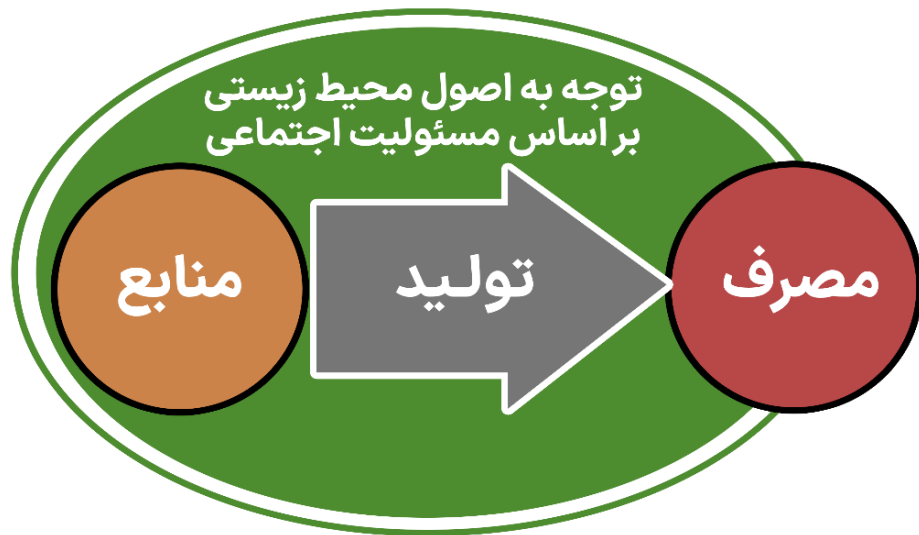 توجه به اصول محیط زیستی
بر اساس مسئولیت اجتماعی
منابع
تولید
مصرف